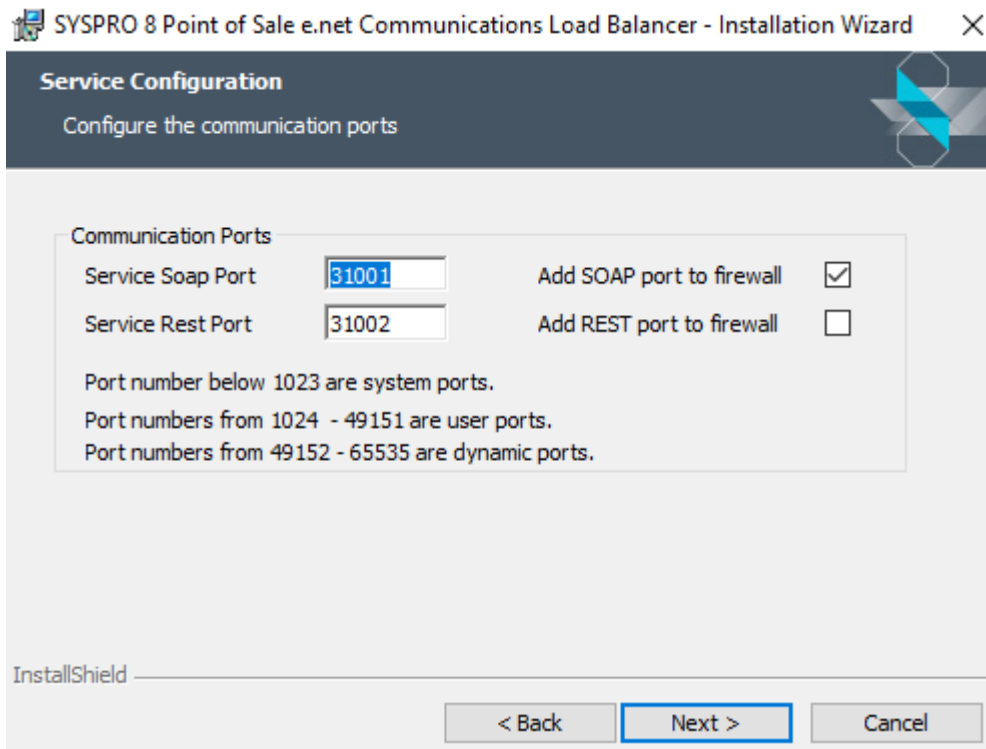 SYSPRO 8 Point of Sale e.net Communications Load Balancer - Installation Wizard
Service Configuration
Configure the communication ports
Communication Ports
Service Soap Port 31001 Add SOAP port to firewall
Service Rest Port 31002 Add REST port to firewall
Port number below 1023 are system ports.
Port numbers from 1024 - 49151 are user ports.
Port numbers from 49152 - 65535 are dynamic ports.
InstallShield
< Back Next > Cancel